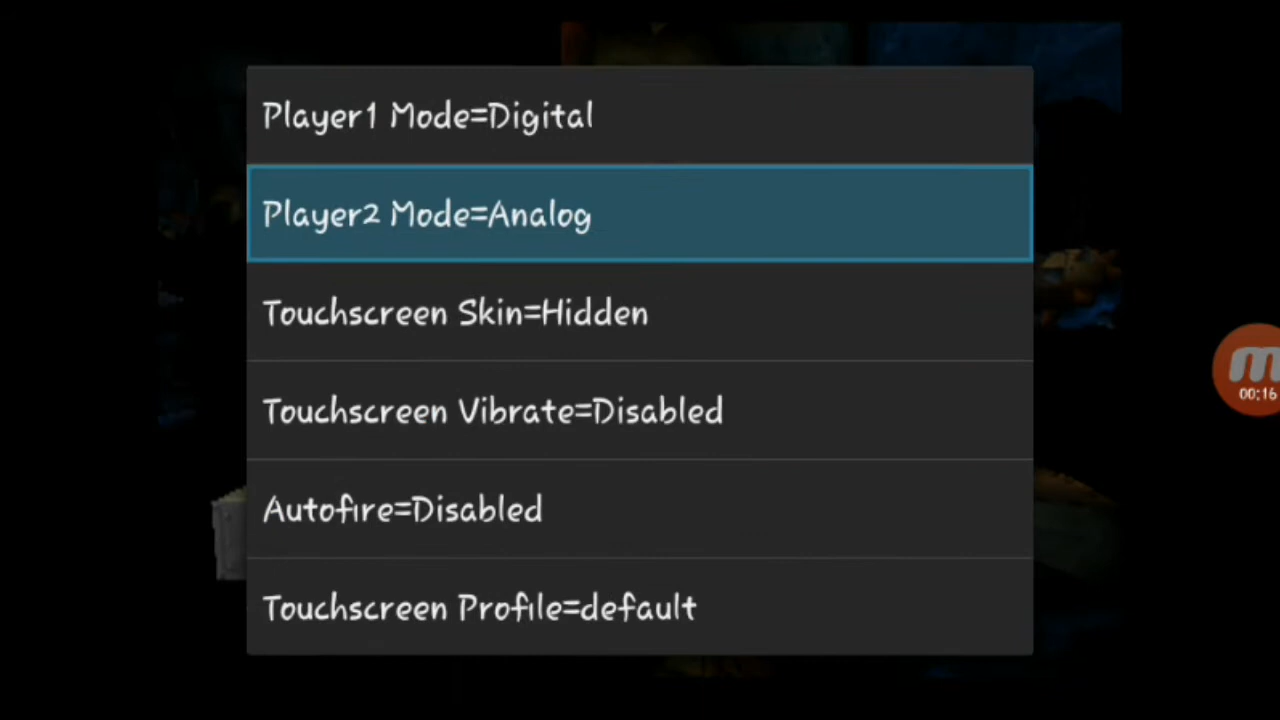 Player1 Mode=Digital
Player2 Mode=Analog
Touchscreen Skin=Hidden
Touchscreen Vibrate=Disabled
Autofire=Disabled
Touchscreen Profile=default
m
00:16